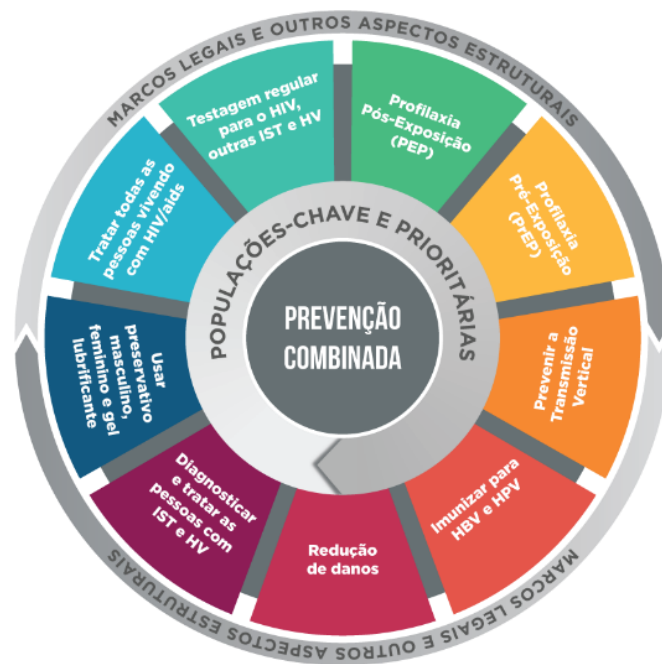 MARCOS LEGAIS E OUTROS ASPECTOS ESTRUTURAIS
Testagem regular
para o HIV,
outras IST e HV
Profilaxia
Pós-Exposição
(PEP)
Profilaxia
Pré-Exposição
(PrEP)
Prevenir a
Transmissão
Vertical
Imunizar para
HBV e HPV
Redução
de danos
Diagnosticar
e tratar as
pessoas com
IST e HV
Usar
preservativo
masculino,
feminino e gel
lubrificante
Tratar todas as
pessoas vivendo
com HIV/aids
POPULAÇÕES-CHAVE E PRIORITÁRIAS
PREVENÇÃO
COMBINADA
MARCOS LEGAIS E OUTROS ASPECTOS ESTRUTURAIS